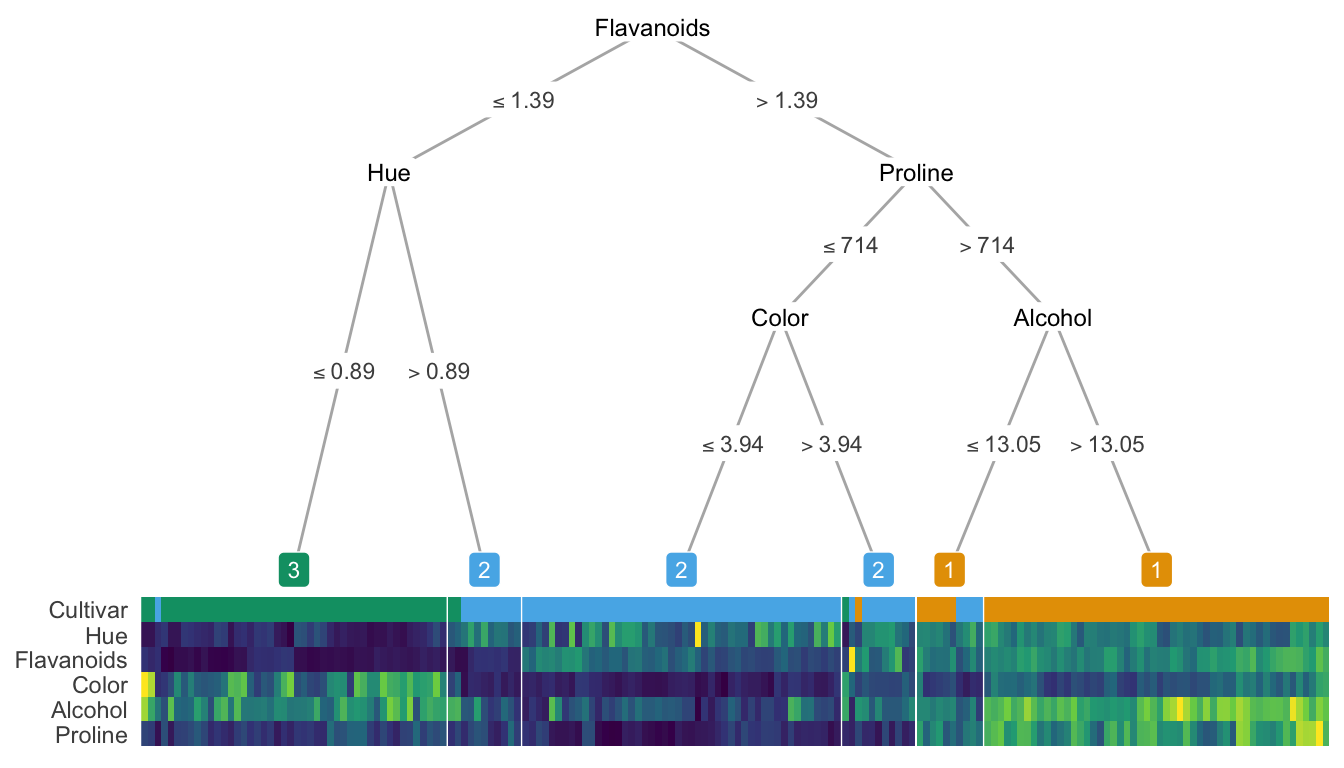 Flavanoids
≤ 1.39 > 1.39
Hue Proline
≤ 714 > 714
Color Alcohol
≤ 0.89 > 0.89
≤ 3.94 > 3.94 ≤ 13.05 > 13.05
3 2 2 2 1 1
Cultivar
Hue
Flavanoids
Color
Alcohol
Proline